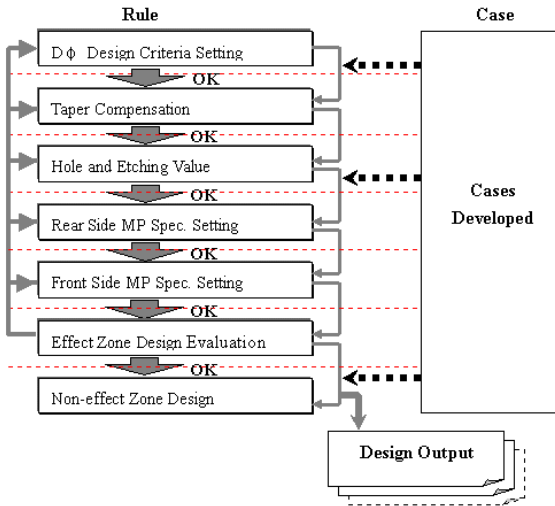 Rule
Case
Dϕ Design Criteria Setting
OK
Taper Compensation
OK
Hole and Etching Value
OK
Rear Side MP Spec. Setting
OK
Front Side MP Spec. Setting
OK
Effect Zone Design Evaluation
OK
Non-effect Zone Design
Cases
Developed
Design Output